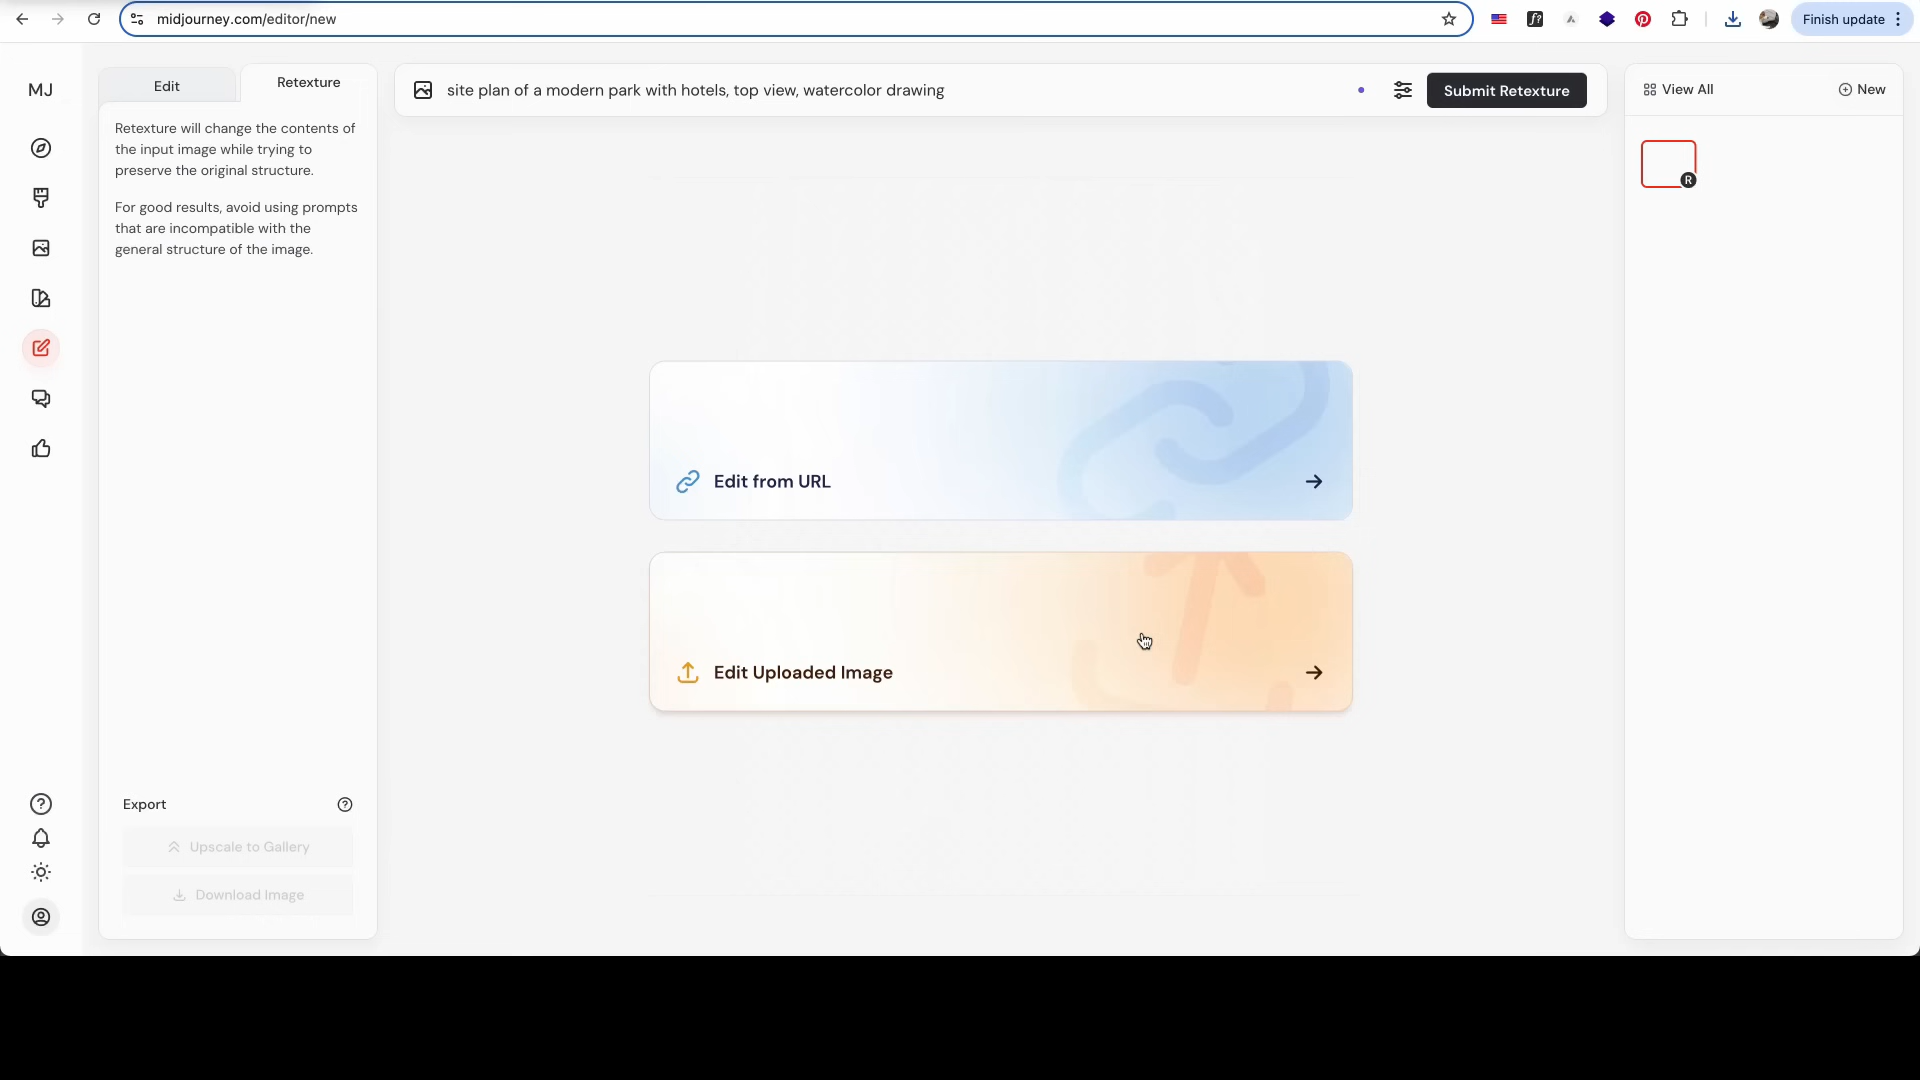 midjourney.com/editor/new
Finish update
MJ
Edit
Retexture
site plan of a modern park with hotels, top view, watercolor drawing
Submit Retexture
View All
New
Retexture will change the contents of
the input image while trying to
preserve the original structure.
For good results, avoid using prompts
that are incompatible with the
general structure of the image.
R
Edit from URL
Edit Uploaded Image
Export
Upscale to Gallery
Download Image